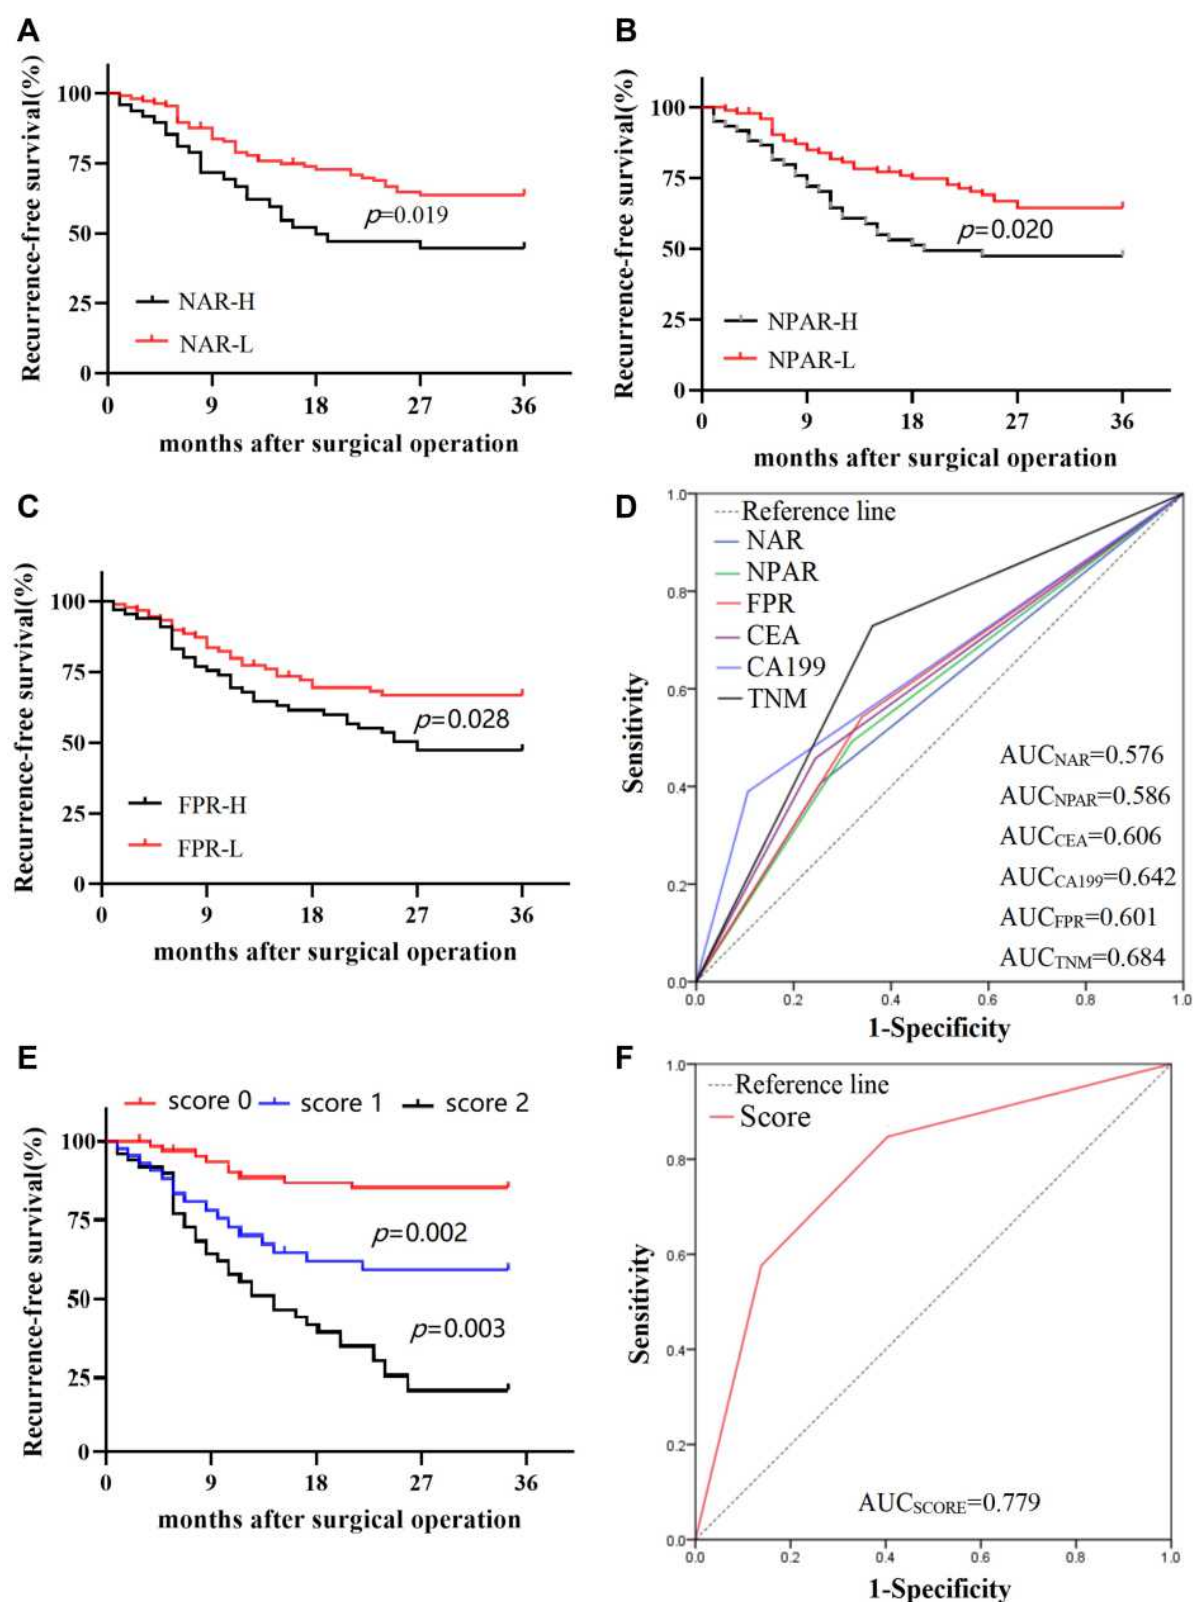 A
Recurrence-free survival(%)
100
75
50
25
0
p=0.019
NAR-H
NAR-L
0 9 18 27 36
months after surgical operation
B
Recurrence-free survival(%)
100
75
50
25
0
p=0.020
NPAR-H
NPAR-L
0 9 18 27 36
months after surgical operation
C
Recurrence-free survival(%)
100
75
50
25
0
p=0.028
FPR-H
FPR-L
0 9 18 27 36
months after surgical operation
D
Sensitivity
1.0
0.8
0.6
0.4
0.2
0.0
Reference line
NAR
NPAR
FPR
CEA
CA199
TNM
AUCNAR=0.576
AUCNPAR=0.586
AUCCEA=0.606
AUCCA199=0.642
AUCFPR=0.601
AUCTNM=0.684
0.0 0.2 0.4 0.6 0.8 1.0
1-Specificity
E
score 0 score 1 score 2
Recurrence-free survival(%)
100
75
50
25
0
p=0.002
p=0.003
0 9 18 27 36
months after surgical operation
F
Sensitivity
1.0
0.8
0.6
0.4
0.2
0.0
Reference line
Score
AUCSCORE=0.779
0.0 0.2 0.4 0.6 0.8 1.0
1-Specificity